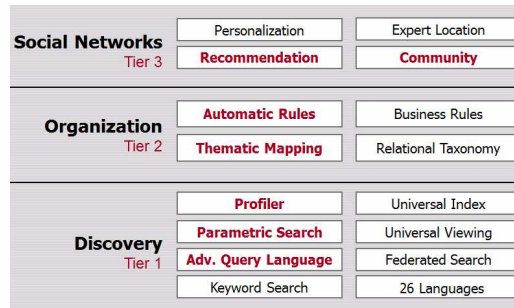 Social Networks
Tier 3
Personalization
Expert Location
Recommendation
Community
Organization
Tier 2
Automatic Rules
Business Rules
Thematic Mapping
Relational Taxonomy
Discovery
Tier 1
Profiler
Universal Index
Parametric Search
Universal Viewing
Adv. Query Language
Federated Search
Keyword Search
26 Languages